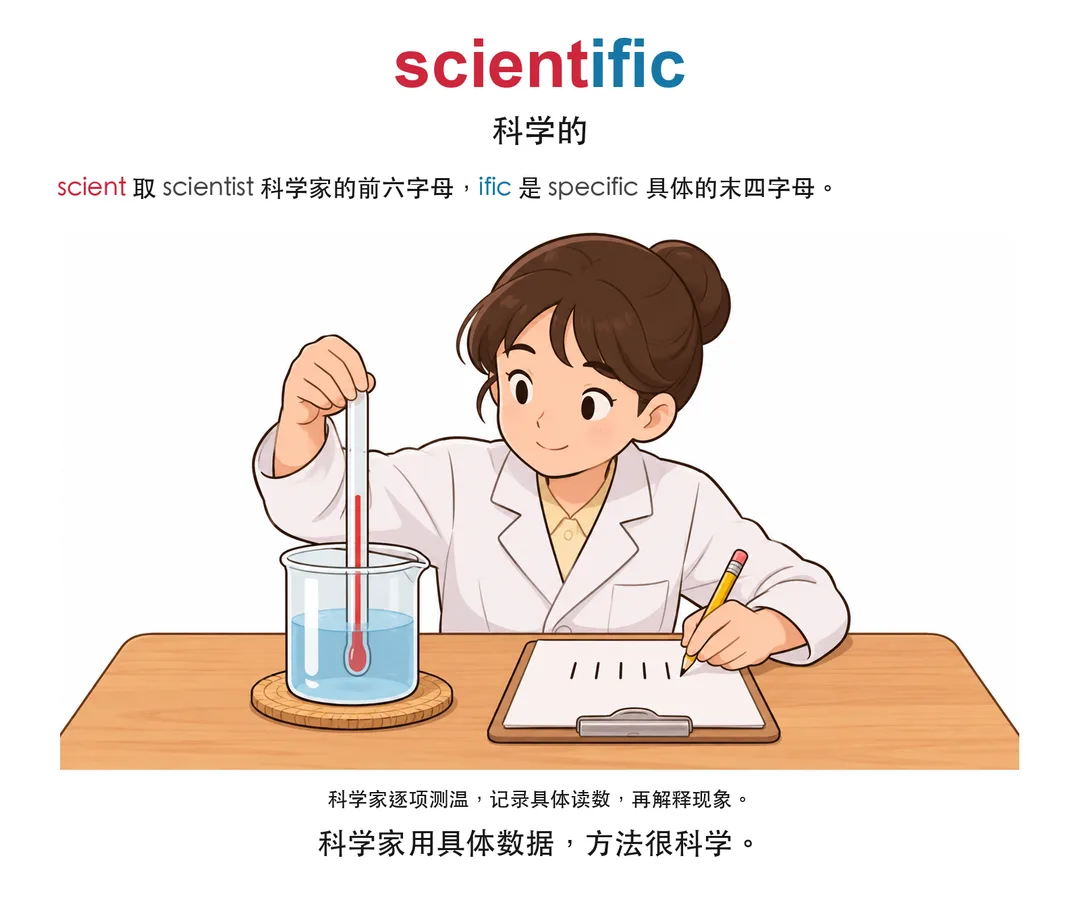 scientific
科学的
scient 取 scientist 科学家的前六字母，ific 是 specific 具体的末四字母。
科学家逐项测温，记录具体读数，再解释现象。
科学家用具体数据，方法很科学。